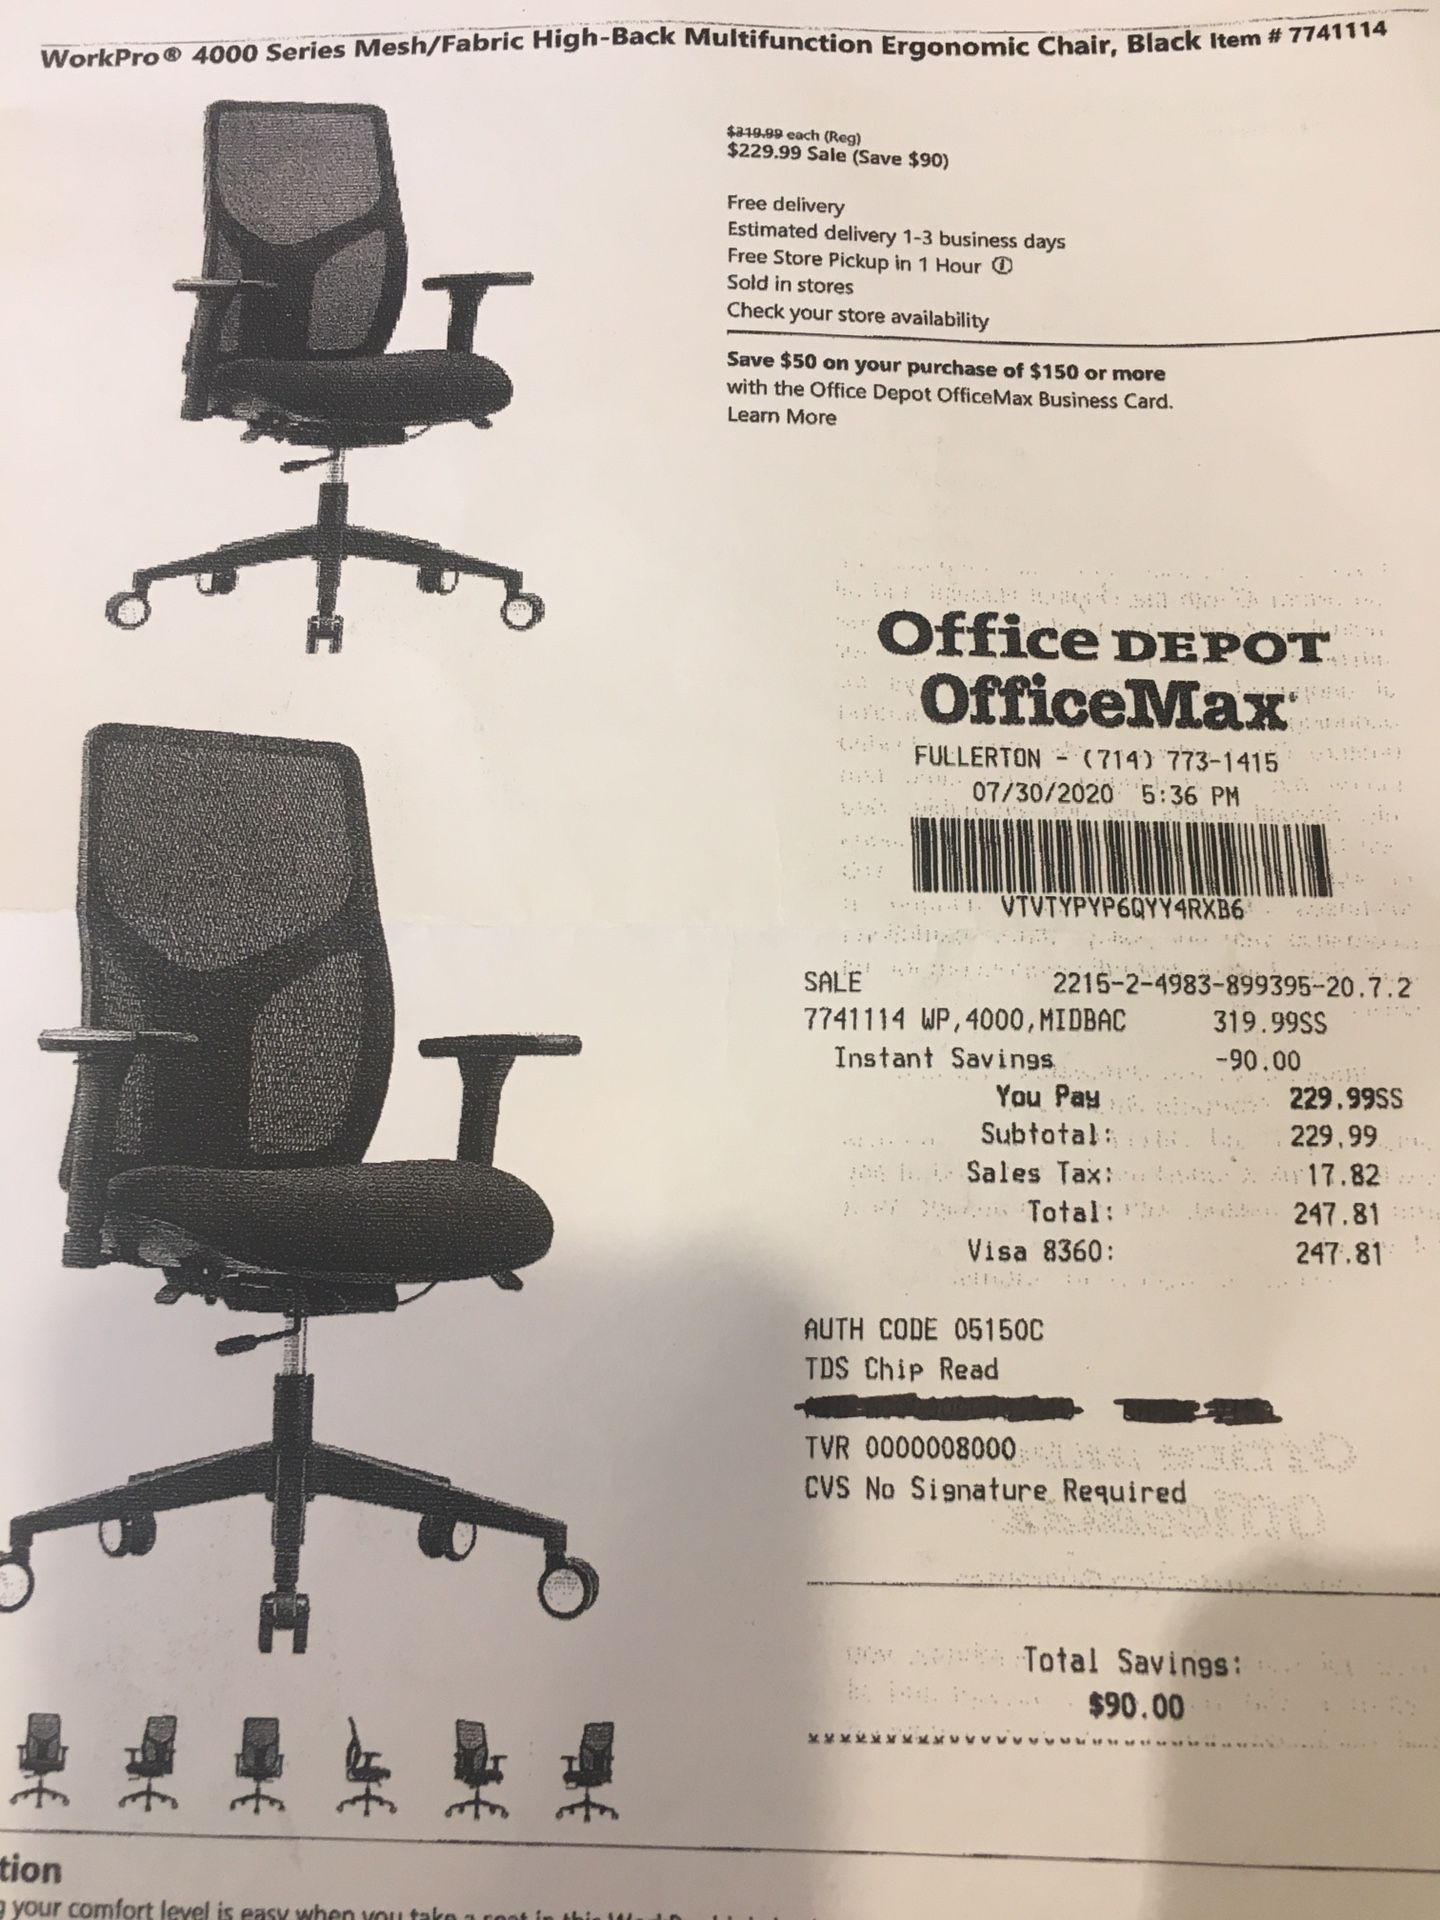 WorkPro® 4000 Series Mesh/Fabric High-Back Multifunction Ergonomic Chair, Black Item # 7741114
$319.99 each (Reg)
$229.99 Sale (Save $90)
Free delivery
Estimated delivery 1-3 business days
Free Store Pickup in 1 Hour ⓘ
Sold in stores
Check your store availability
Save $50 on your purchase of $150 or more
with the Office Depot OfficeMax Business Card.
Learn More
Office DEPOT
OfficeMax
FULLERTON - (714) 773-1415
07/30/2020 5:36 PM
VTVTYPYP6QYY4RXB6
SALE 2215-2-4983-899395-20.7.2
7741114 WP,4000,MIDBAC 319.99SS
Instant Savings -90.00
You Pay 229.99SS
Subtotal: 229.99
Sales Tax: 17.82
Total: 247.81
Visa 8360: 247.81
AUTH CODE 05150C
TDS Chip Read
TVR 0000008000
CVS No Signature Required
Total Savings:
$90.00
tion
your comfort level is easy when you take a seat in this